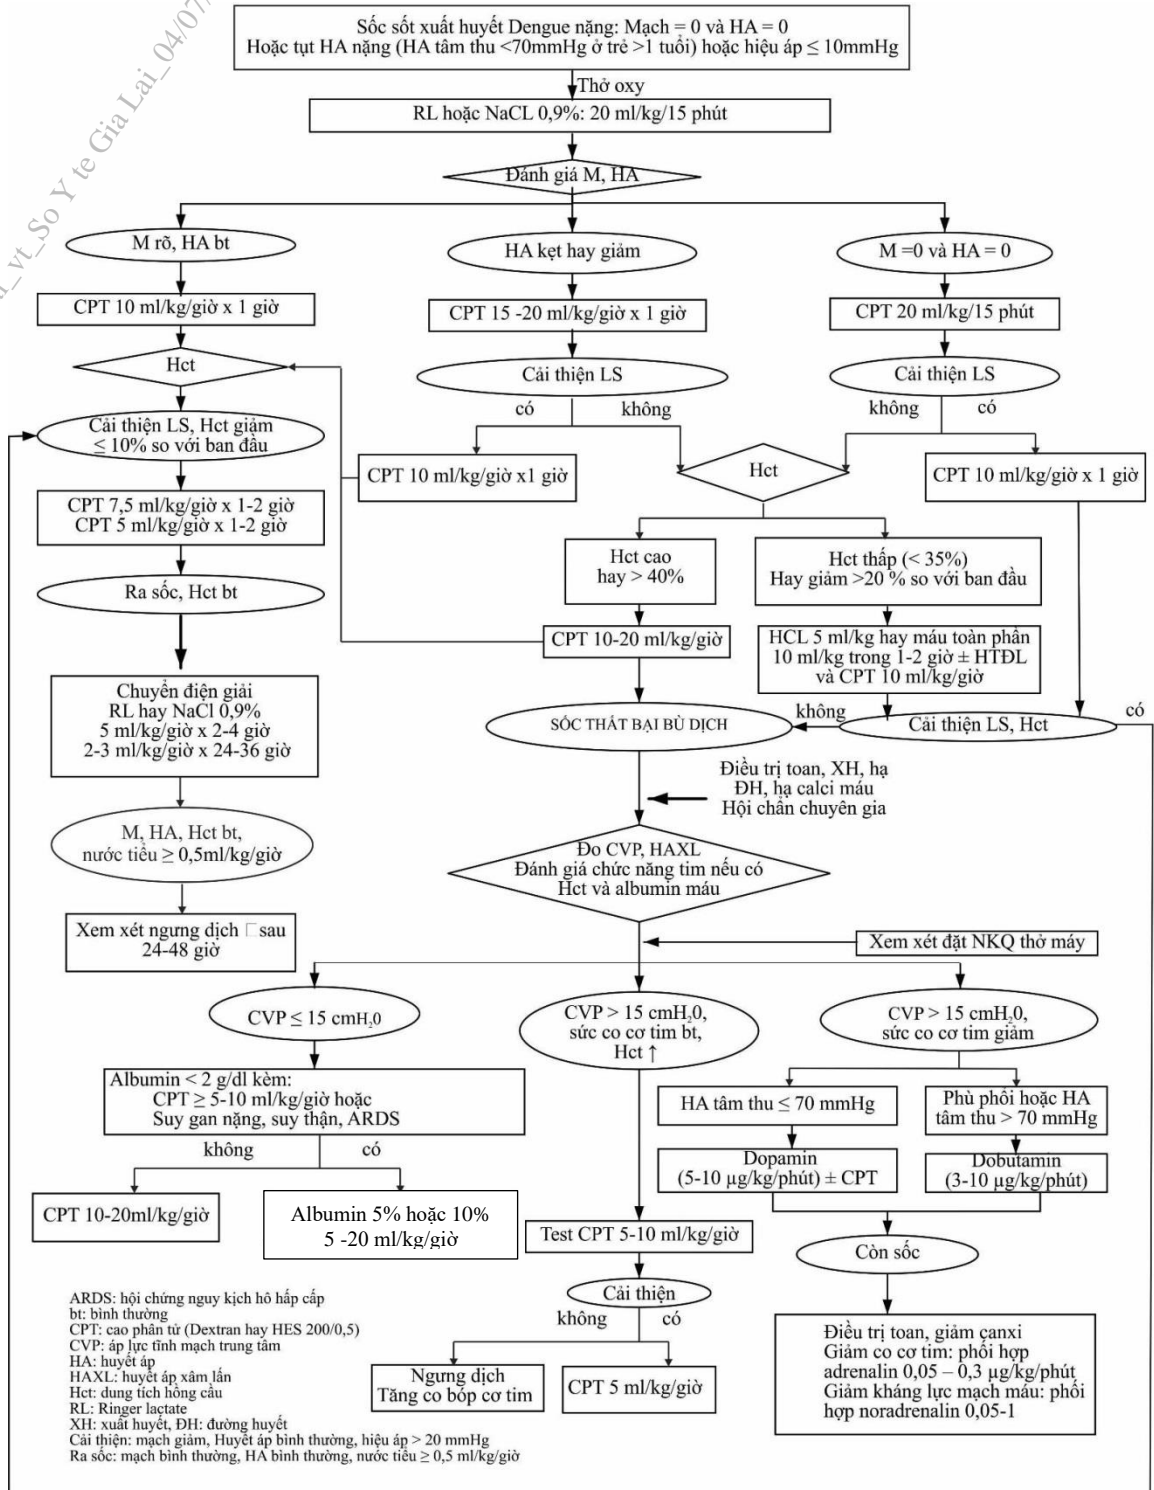 Sốc sốt xuất huyết Dengue nặng: Mạch = 0 và HA = 0
Hoặc tụt HA nặng (HA tâm thu <70mmHg ở trẻ >1 tuổi) hoặc hiệu áp ≤ 10mmHg
Thở oxy
RL hoặc NaCL 0,9%: 20 ml/kg/15 phút
Đánh giá M, HA
M rõ, HA bt
HA kẹt hay giảm
M =0 và HA = 0
CPT 10 ml/kg/giờ x 1 giờ
CPT 15 -20 ml/kg/giờ x 1 giờ
CPT 20 ml/kg/15 phút
Hct
Cải thiện LS
Cải thiện LS
có
không
không
có
Cải thiện LS, Hct giảm
≤ 10% so với ban đầu
CPT 10 ml/kg/giờ x1 giờ
Hct
CPT 10 ml/kg/giờ x 1 giờ
CPT 7,5 ml/kg/giờ x 1-2 giờ
CPT 5 ml/kg/giờ x 1-2 giờ
Hct cao
hay > 40%
Hct thấp (< 35%)
Hay giảm >20 % so với ban đầu
Ra sốc, Hct bt
CPT 10-20 ml/kg/giờ
HCL 5 ml/kg hay máu toàn phần
10 ml/kg trong 1-2 giờ ± HTĐL
và CPT 10 ml/kg/giờ
Chuyển điện giải
RL hay NaCl 0,9%
5 ml/kg/giờ x 2-4 giờ
2-3 ml/kg/giờ x 24-36 giờ
SỐC THẤT BẠI BÙ DỊCH
không
Cải thiện LS, Hct
có
Điều trị toan, XH, hạ
ĐH, hạ calci máu
Hội chẩn chuyên gia
M, HA, Hct bt,
nước tiểu ≥ 0,5ml/kg/giờ
Đo CVP, HAXL
Đánh giá chức năng tim nếu có
Hct và albumin máu
Xem xét ngưng dịch □sau
24-48 giờ
Xem xét đặt NKQ thở máy
CVP ≤ 15 cmH₂0
CVP > 15 cmH₂0,
sức co cơ tim bt,
Hct ↑
CVP > 15 cmH₂0,
sức co cơ tim giảm
Albumin < 2 g/dl kèm:
CPT ≥ 5-10 ml/kg/giờ hoặc
Suy gan nặng, suy thận, ARDS
HA tâm thu ≤ 70 mmHg
Phù phổi hoặc HA
tâm thu > 70 mmHg
không
có
Dopamin
(5-10 µg/kg/phút) ± CPT
Dobutamin
(3-10 µg/kg/phút)
CPT 10-20ml/kg/giờ
Albumin 5% hoặc 10%
5 -20 ml/kg/giờ
Test CPT 5-10 ml/kg/giờ
Còn sốc
Cải thiện
không
có
Ngưng dịch
Tăng co bóp cơ tim
CPT 5 ml/kg/giờ
Điều trị toan, giảm canxi
Giảm co cơ tim: phối hợp
adrenalin 0,05 – 0,3 µg/kg/phút
Giảm kháng lực mạch máu: phối
hợp noradrenalin 0,05-1
ARDS: hội chứng nguy kịch hô hấp cấp
bt: bình thường
CPT: cao phân tử (Dextran hay HES 200/0,5)
CVP: áp lực tĩnh mạch trung tâm
HA: huyết áp
HAXL: huyết áp xâm lấn
Hct: dung tích hồng cầu
RL: Ringer lactate
XH: xuất huyết, ĐH: đường huyết
Cải thiện: mạch giảm, Huyết áp bình thường, hiệu áp > 20 mmHg
Ra sốc: mạch bình thường, HA bình thường, nước tiểu ≥ 0,5 ml/kg/giờ
vt_So Y te Gia Lai_04/07/